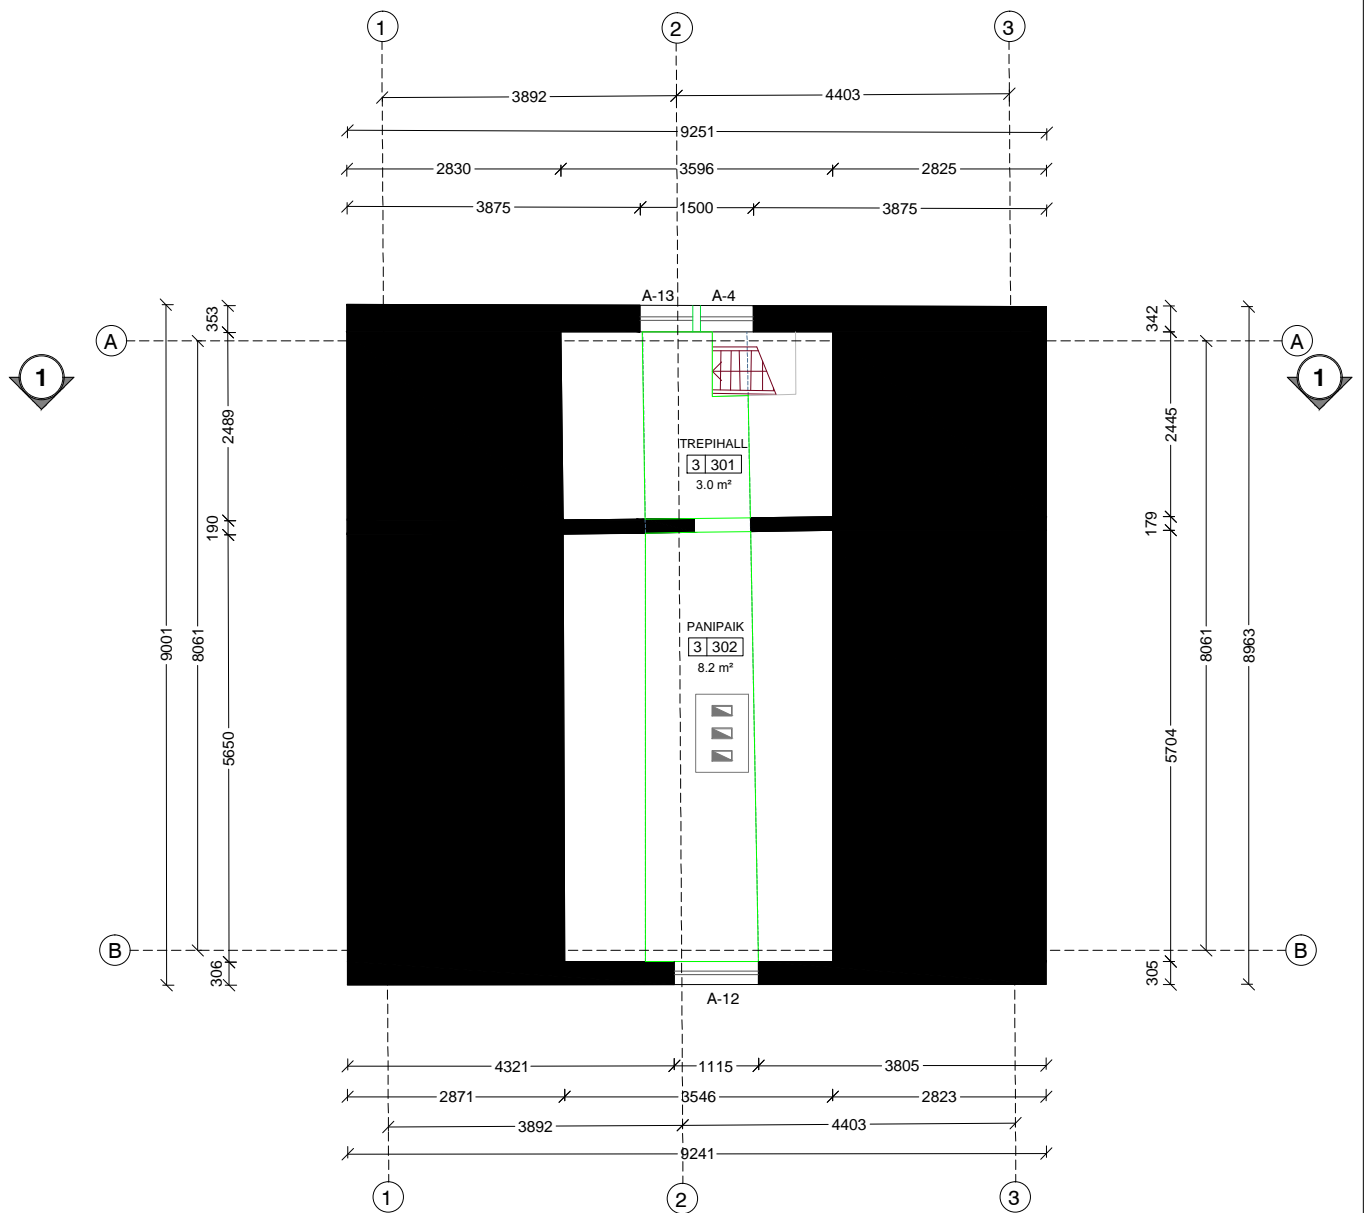 1 2 3
3892 4403
9251
2830 3596 2825
3875 1500 3875
A-13 A-4
353 342
A A
1 1
2489 2445
TREPIHALL
3 301
3.0 m²
190 179
PANIPAIK
3 302
8.2 m²
9001 8061 8061 8963
5650 5704
B B
306 305
A-12
4321 1115 3805
2871 3546 2823
3892 4403
9241
1 2 3